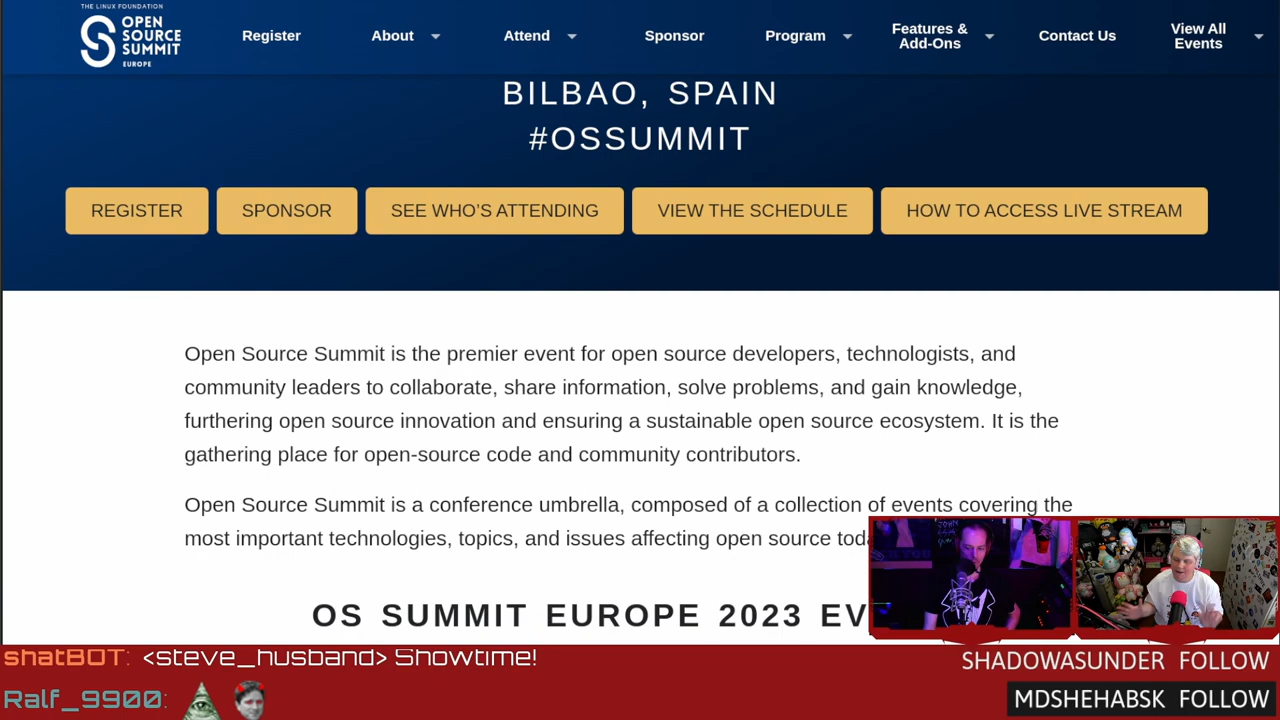 THE LINUX FOUNDATION
OPEN
SOURCE
SUMMIT
EUROPE
Register
About
Attend
Sponsor
Program
Features &
Add-Ons
Contact Us
View All
Events
BILBAO, SPAIN
#OSSUMMIT
REGISTER
SPONSOR
SEE WHO'S ATTENDING
VIEW THE SCHEDULE
HOW TO ACCESS LIVE STREAM
Open Source Summit is the premier event for open source developers, technologists, and
community leaders to collaborate, share information, solve problems, and gain knowledge,
furthering open source innovation and ensuring a sustainable open source ecosystem. It is the
gathering place for open-source code and community contributors.
Open Source Summit is a conference umbrella, composed of a collection of events covering the
most important technologies, topics, and issues affecting open source
OS SUMMIT EUROPE 2023
shatBOT: <steve_husband> Showtime!
Ralf_9900:
SHADOWASUNDER FOLLOW
MDSHEHABSK FOLLOW